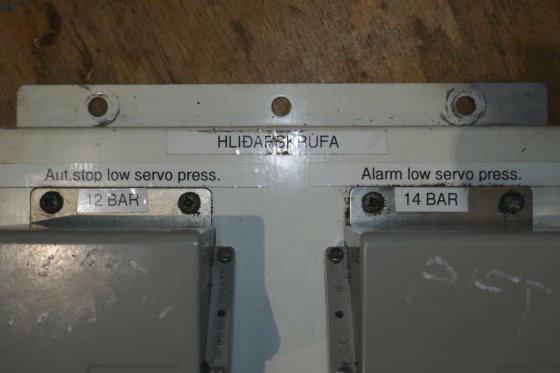 HLIÐARSKRÚFA
Aut.stop low servo press.
Alarm low servo press.
12 BAR
14 BAR